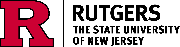 R
RUTGERS
THE STATE UNIVERSITY
OF NEW JERSEY